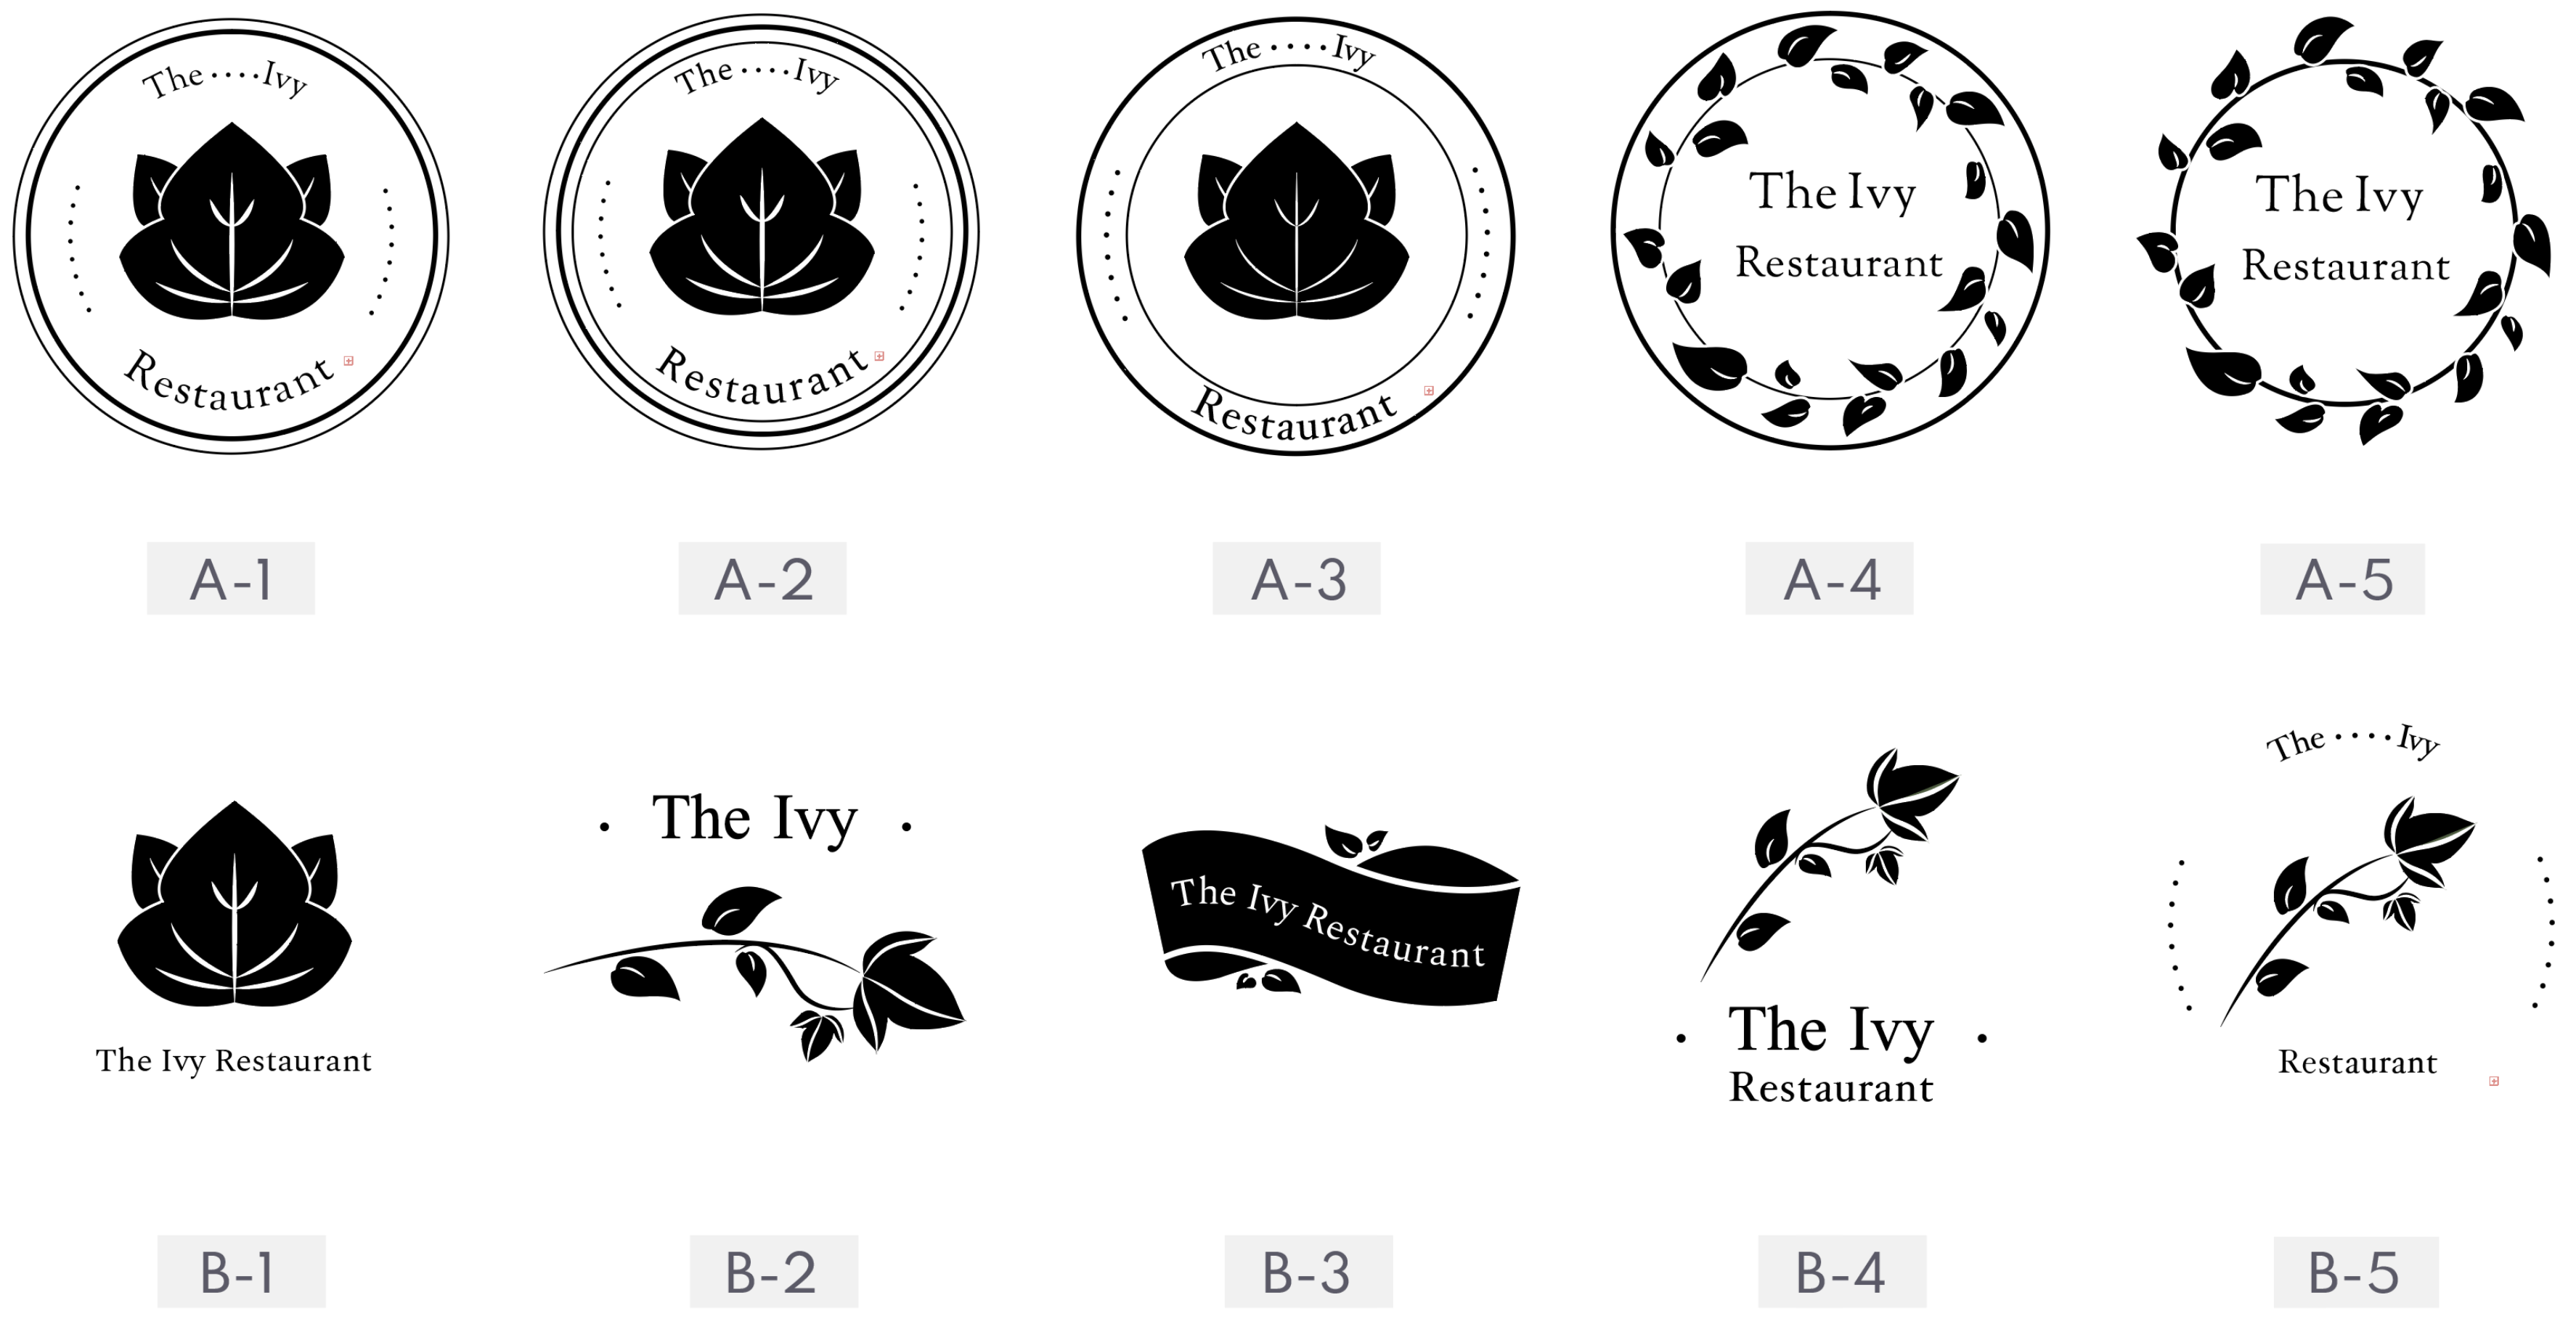 The ···· Ivy
Restaurant
The ···· Ivy
Restaurant
The ···· Ivy
Restaurant
The Ivy
Restaurant
The Ivy
Restaurant
A-1
A-2
A-3
A-4
A-5
The Ivy Restaurant
· The Ivy ·
The Ivy Restaurant
· The Ivy ·
Restaurant
The ···· Ivy
Restaurant
B-1
B-2
B-3
B-4
B-5